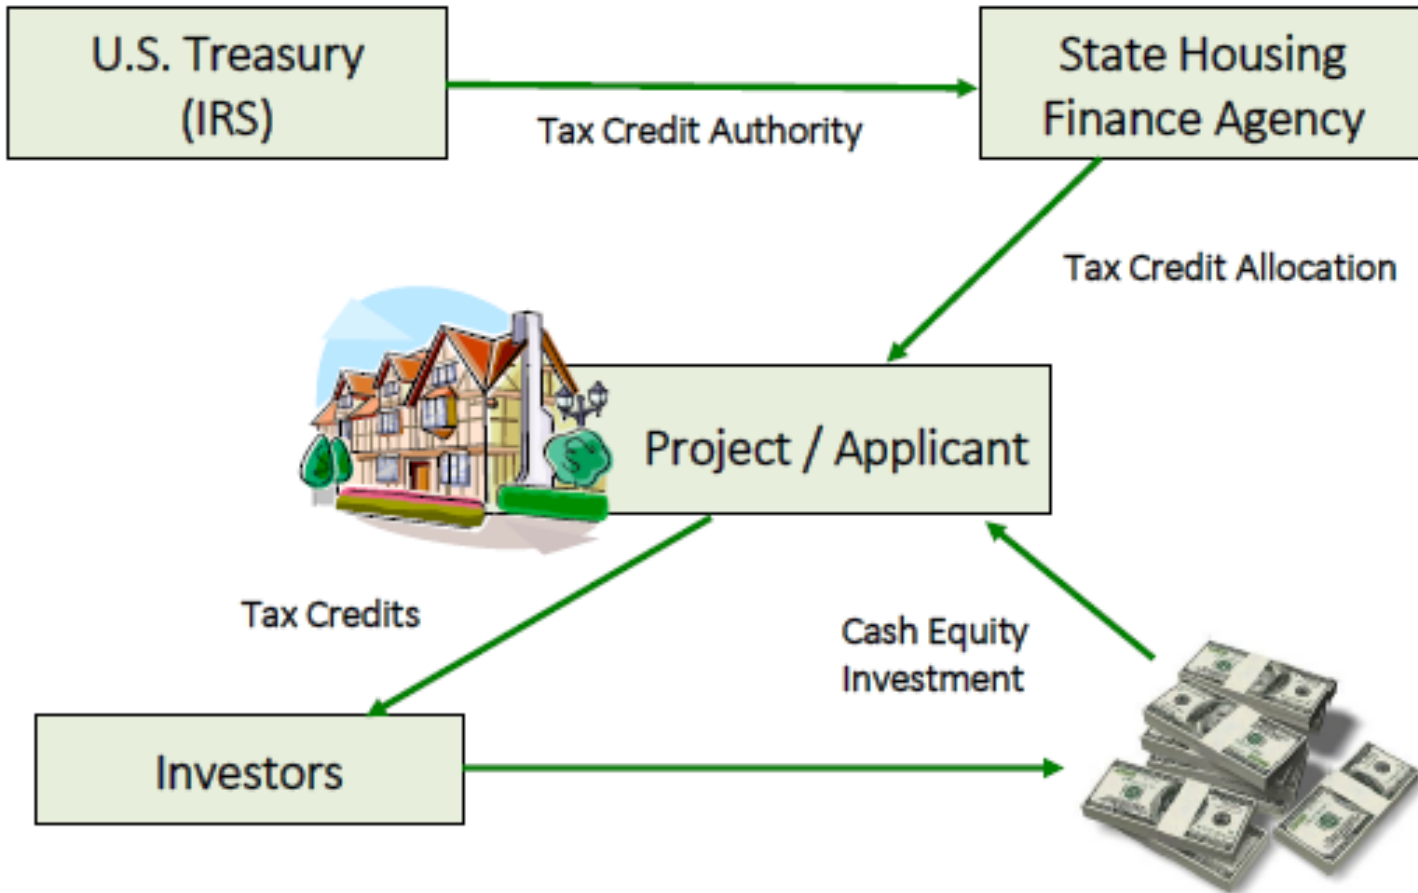 U.S. Treasury
(IRS)
State Housing
Finance Agency
Tax Credit Authority
Tax Credit Allocation
Project / Applicant
Tax Credits
Cash Equity
Investment
Investors